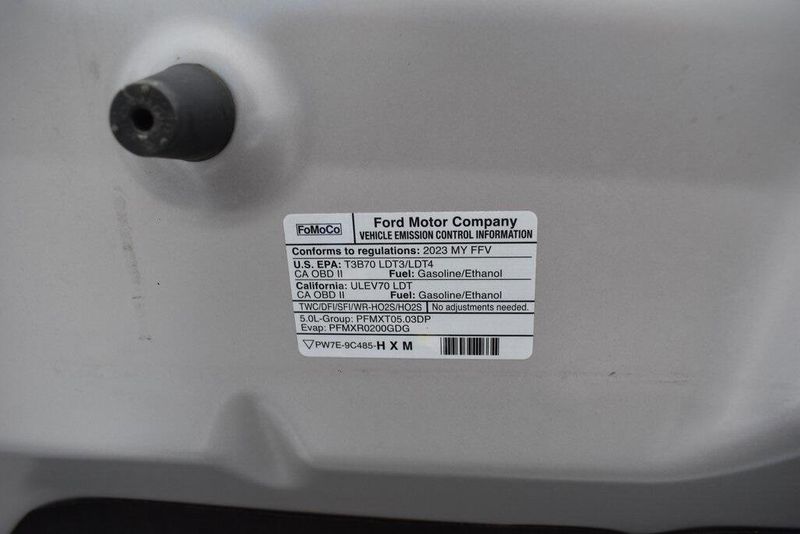 FoMoCo
Ford Motor Company
VEHICLE EMISSION CONTROL INFORMATION
Conforms to regulations: 2023 MY FFV
U.S. EPA: T3B70 LDT3/LDT4
CA OBD II Fuel: Gasoline/Ethanol
California: ULEV70 LDT
CA OBD II Fuel: Gasoline/Ethanol
TWC/DFI/SFI/WR-HO2S/HO2S No adjustments needed.
5.0L-Group: PFMXT05.03DP
Evap: PFMXR0200GDG
PW7E-9C485-H X M